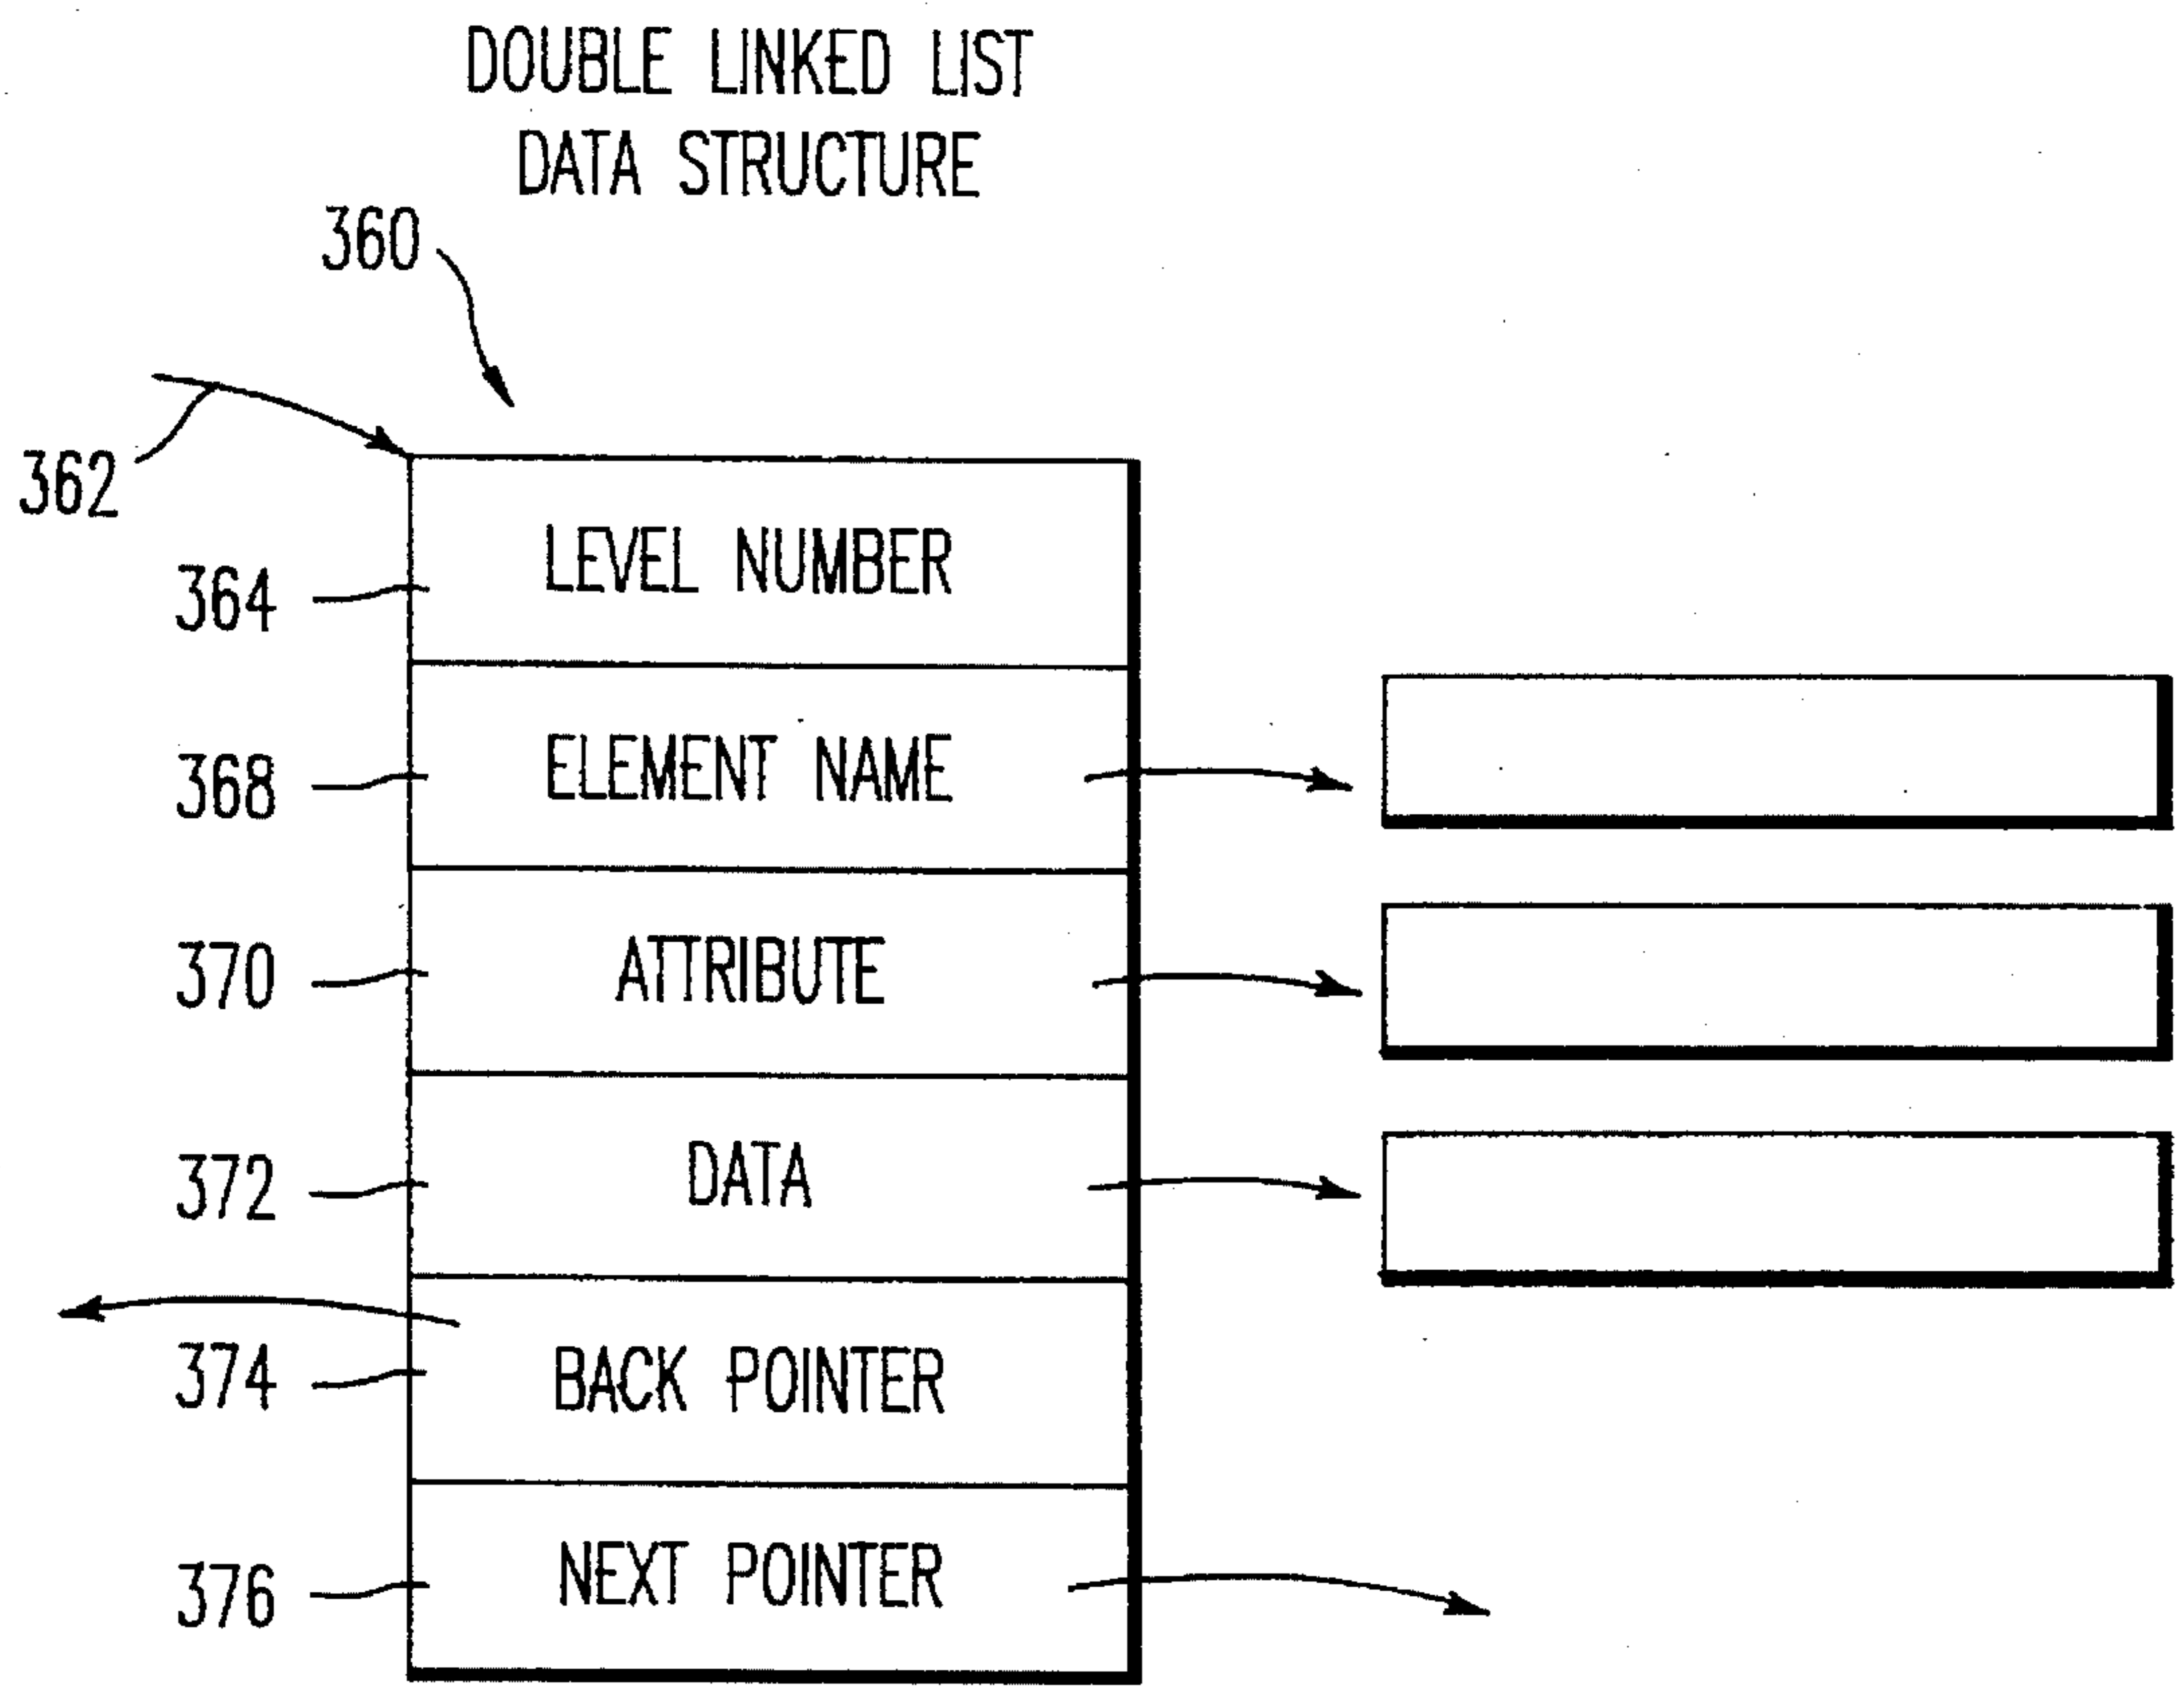 DOUBLE LINKED LIST
DATA STRUCTURE
360
362
364
LEVEL NUMBER
368
ELEMENT NAME
370
ATTRIBUTE
372
DATA
374
BACK POINTER
376
NEXT POINTER